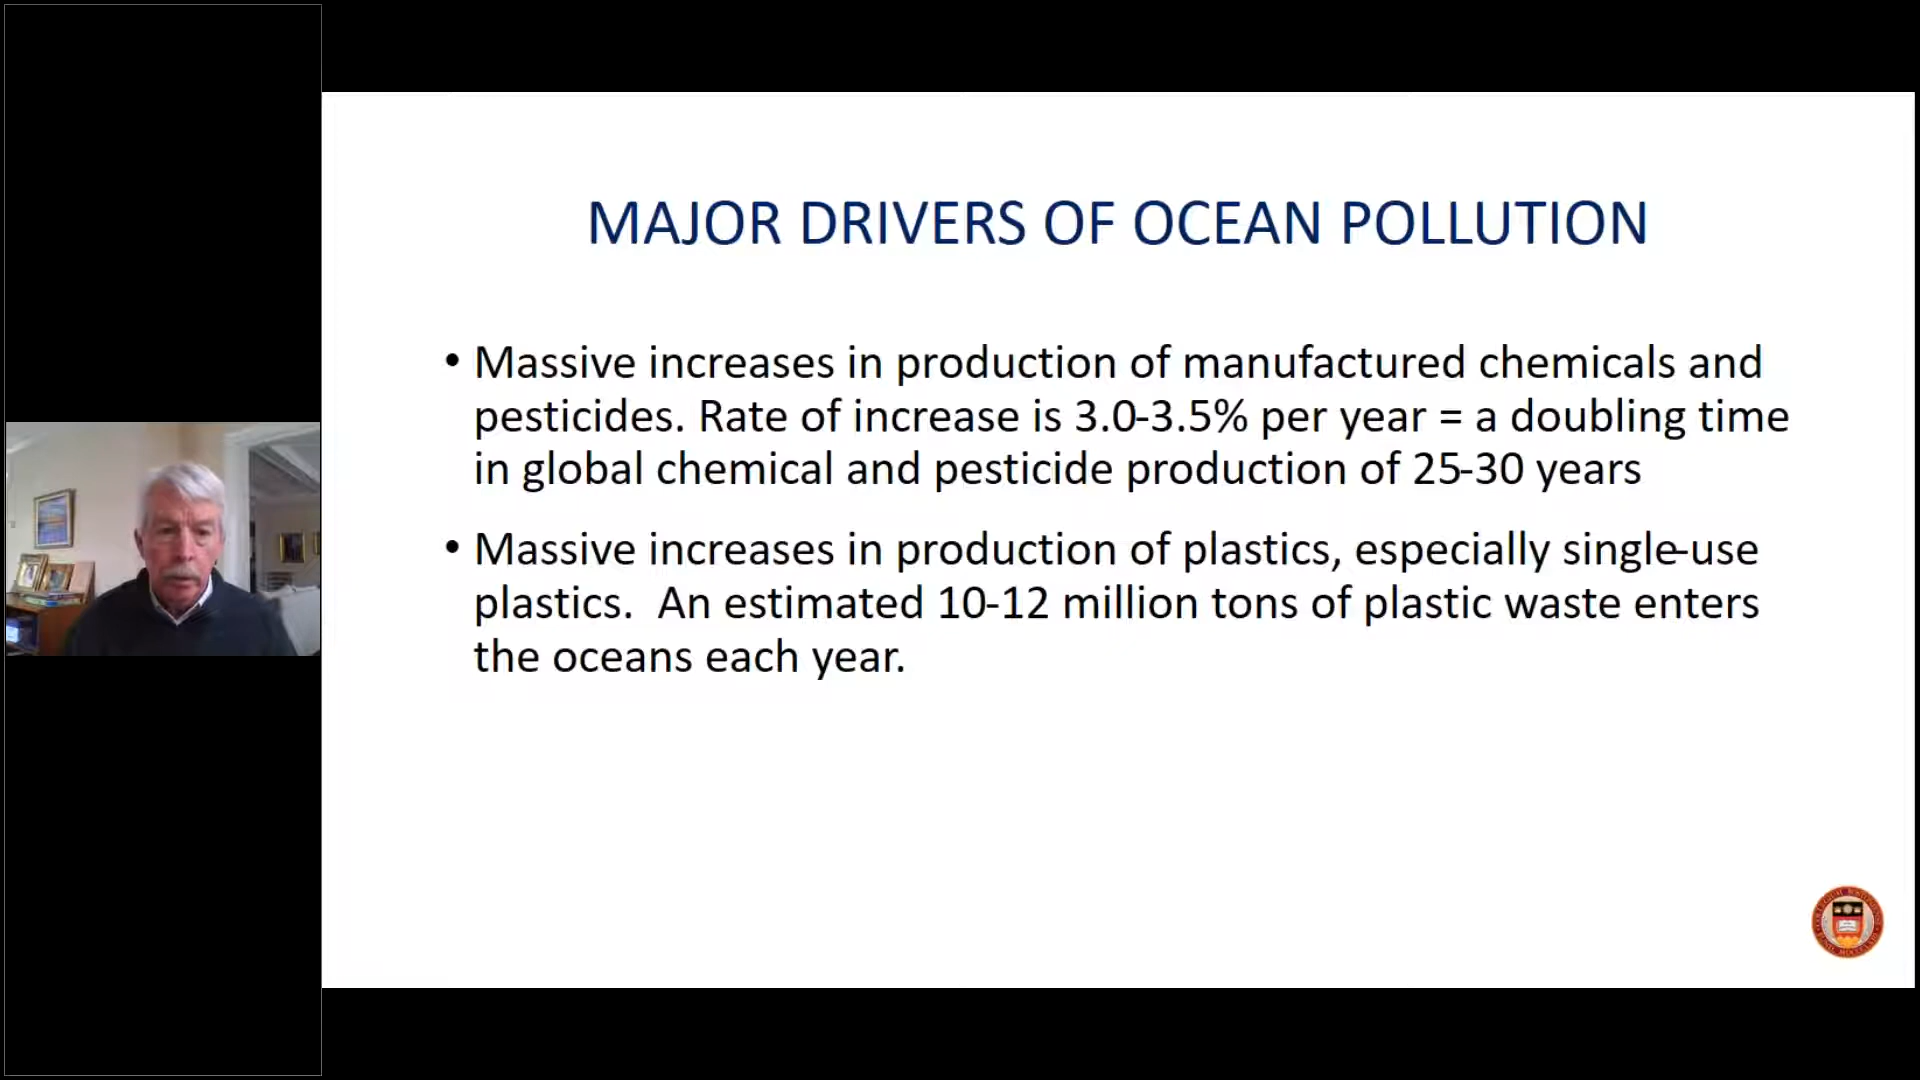 MAJOR DRIVERS OF OCEAN POLLUTION
• Massive increases in production of manufactured chemicals and
pesticides. Rate of increase is 3.0-3.5% per year = a doubling time
in global chemical and pesticide production of 25-30 years
• Massive increases in production of plastics, especially single-use
plastics. An estimated 10-12 million tons of plastic waste enters
the oceans each year.